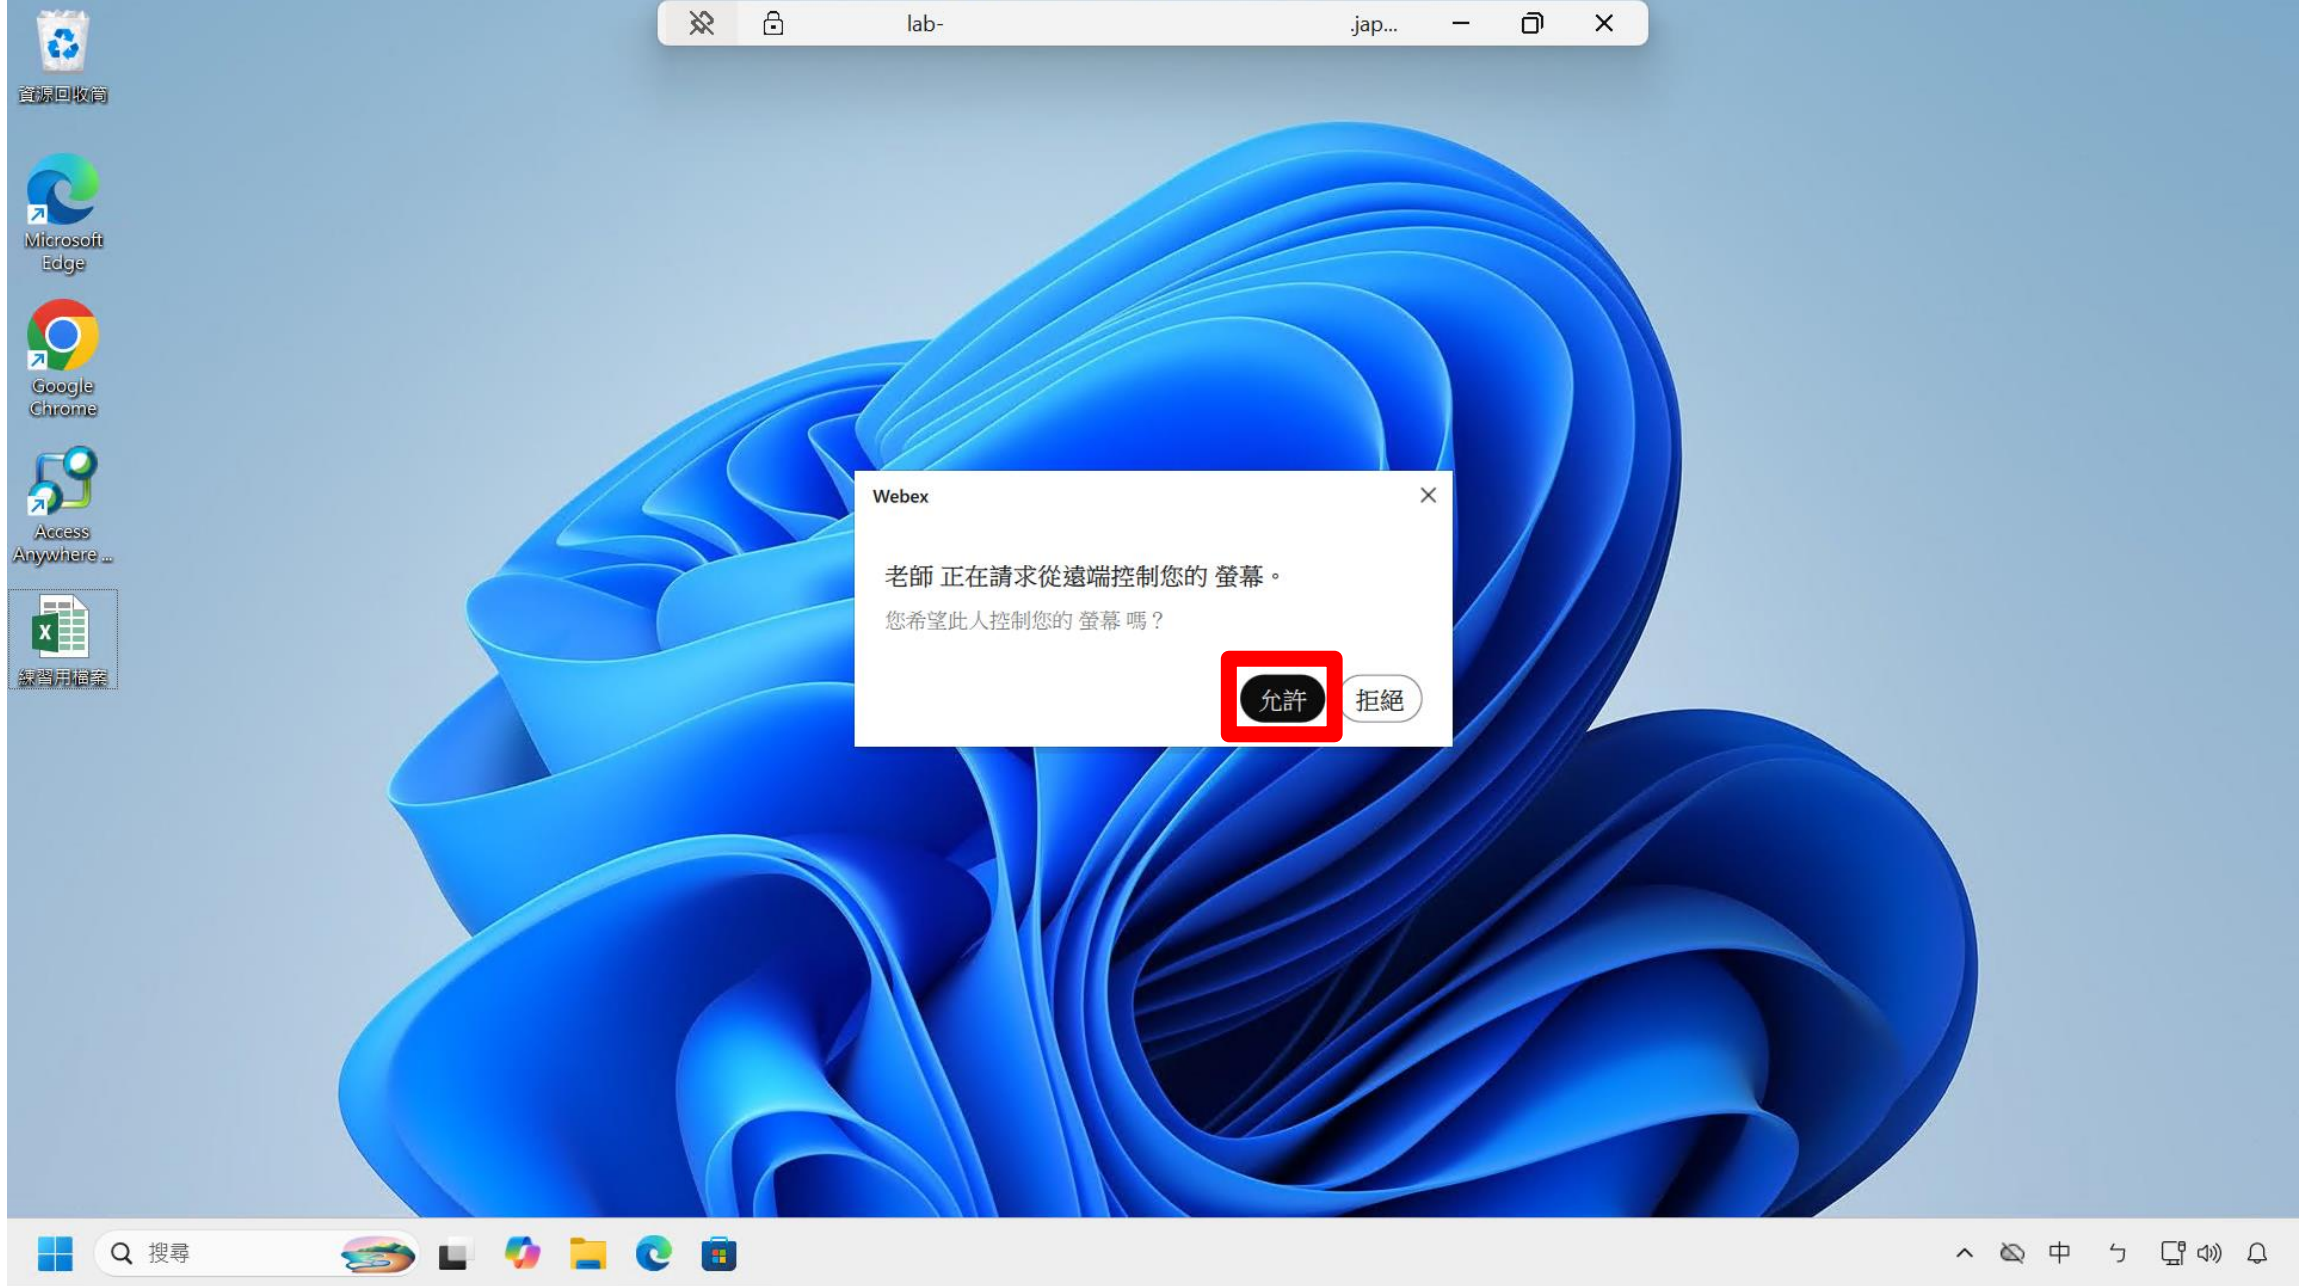 lab-
.jap...
資源回收筒
Microsoft
Edge
Google
Chrome
Access
Anywhere ...
練習用檔案
Webex
老師 正在請求從遠端控制您的 螢幕。
您希望此人控制您的 螢幕 嗎？
允許
拒絕
搜尋
中
ㄅ